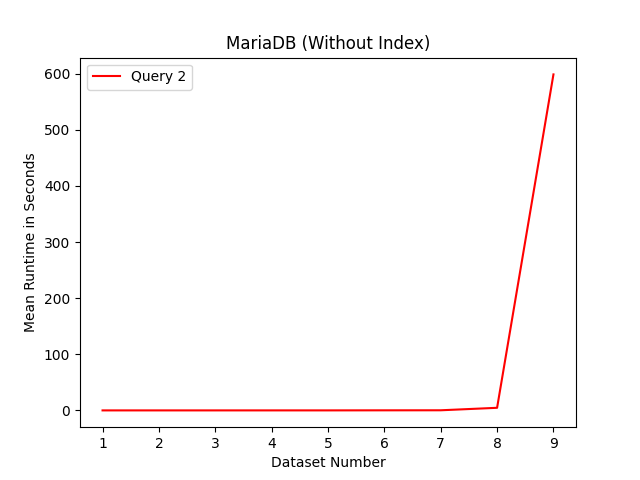 MariaDB (Without Index)
Query 2
Mean Runtime in Seconds
600
500
400
300
200
100
0
1 2 3 4 5 6 7 8 9
Dataset Number